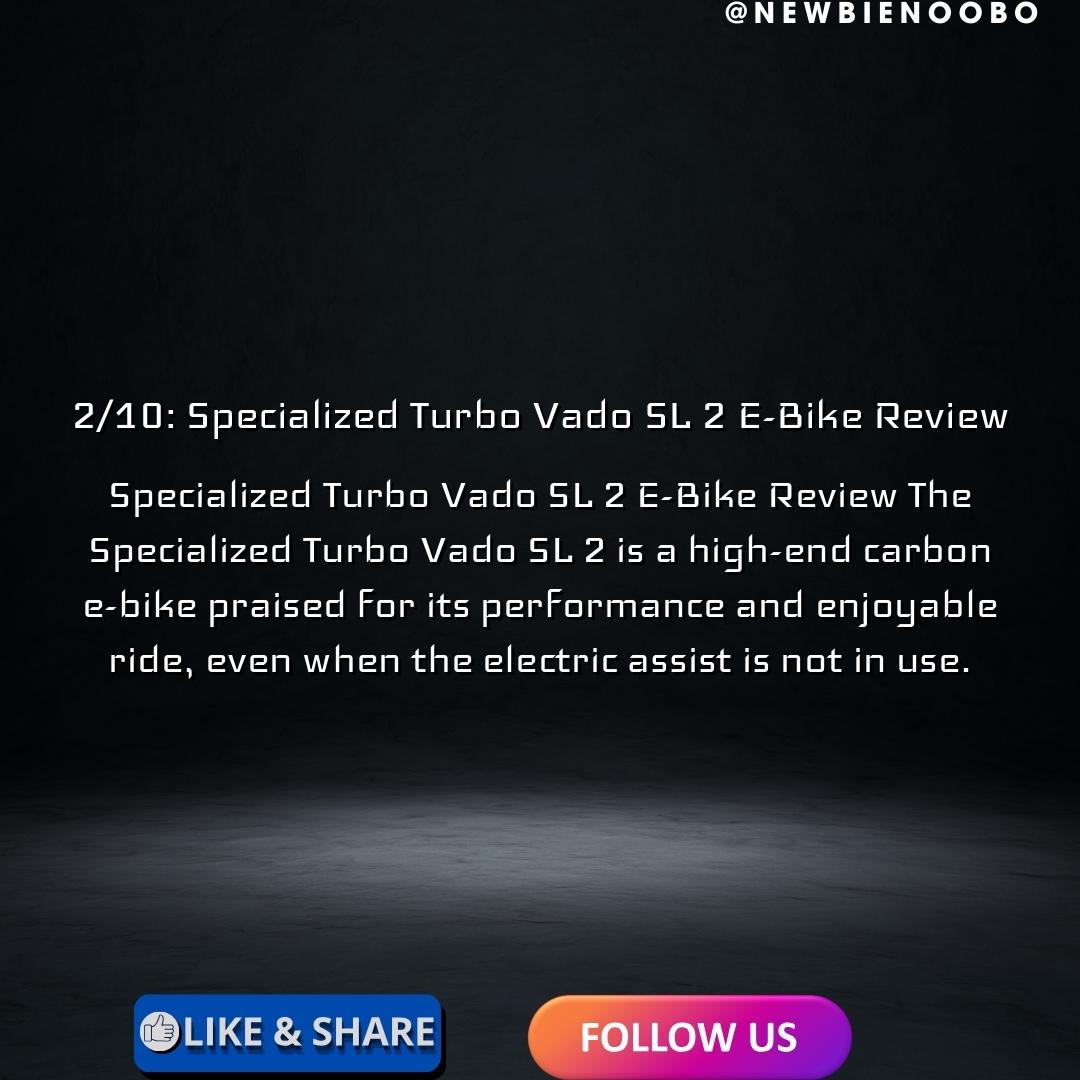 @NEWBIENOOBO
2/10: Specialized Turbo Vado SL 2 E-Bike Review
Specialized Turbo Vado SL 2 E-Bike Review The
Specialized Turbo Vado SL 2 is a high-end carbon
e-bike praised for its performance and enjoyable
ride, even when the electric assist is not in use.
LIKE & SHARE
FOLLOW US